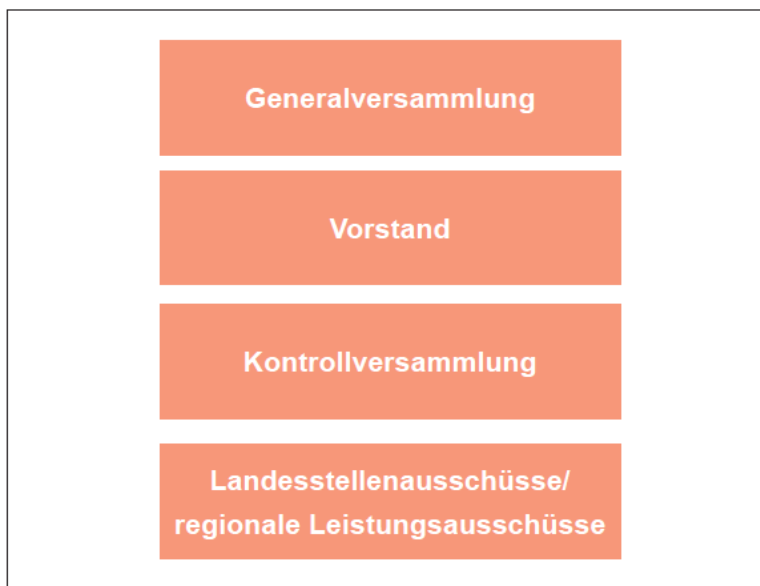 Generalversammlung
Vorstand
Kontrollversammlung
Landesstellenausschüsse/
regionale Leistungsausschüsse